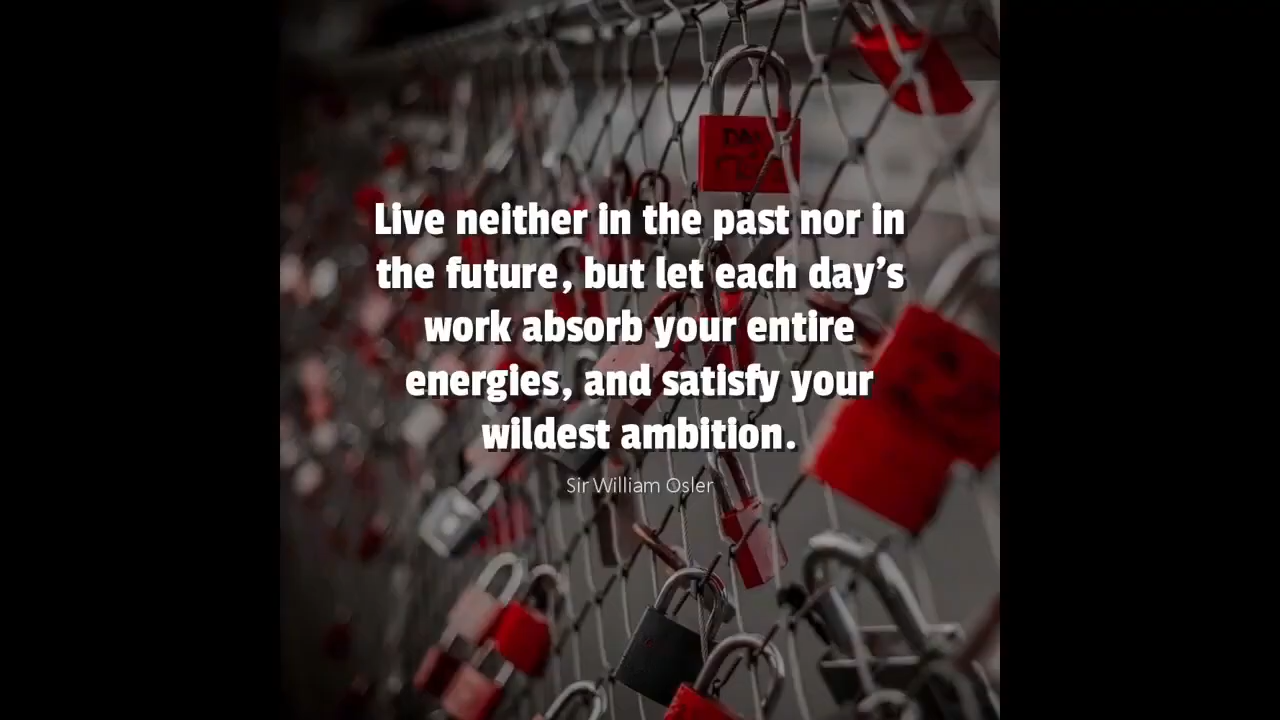 Live neither in the past nor in
the future, but let each day’s
work absorb your entire
energies, and satisfy your
wildest ambition.
Sir William Osler